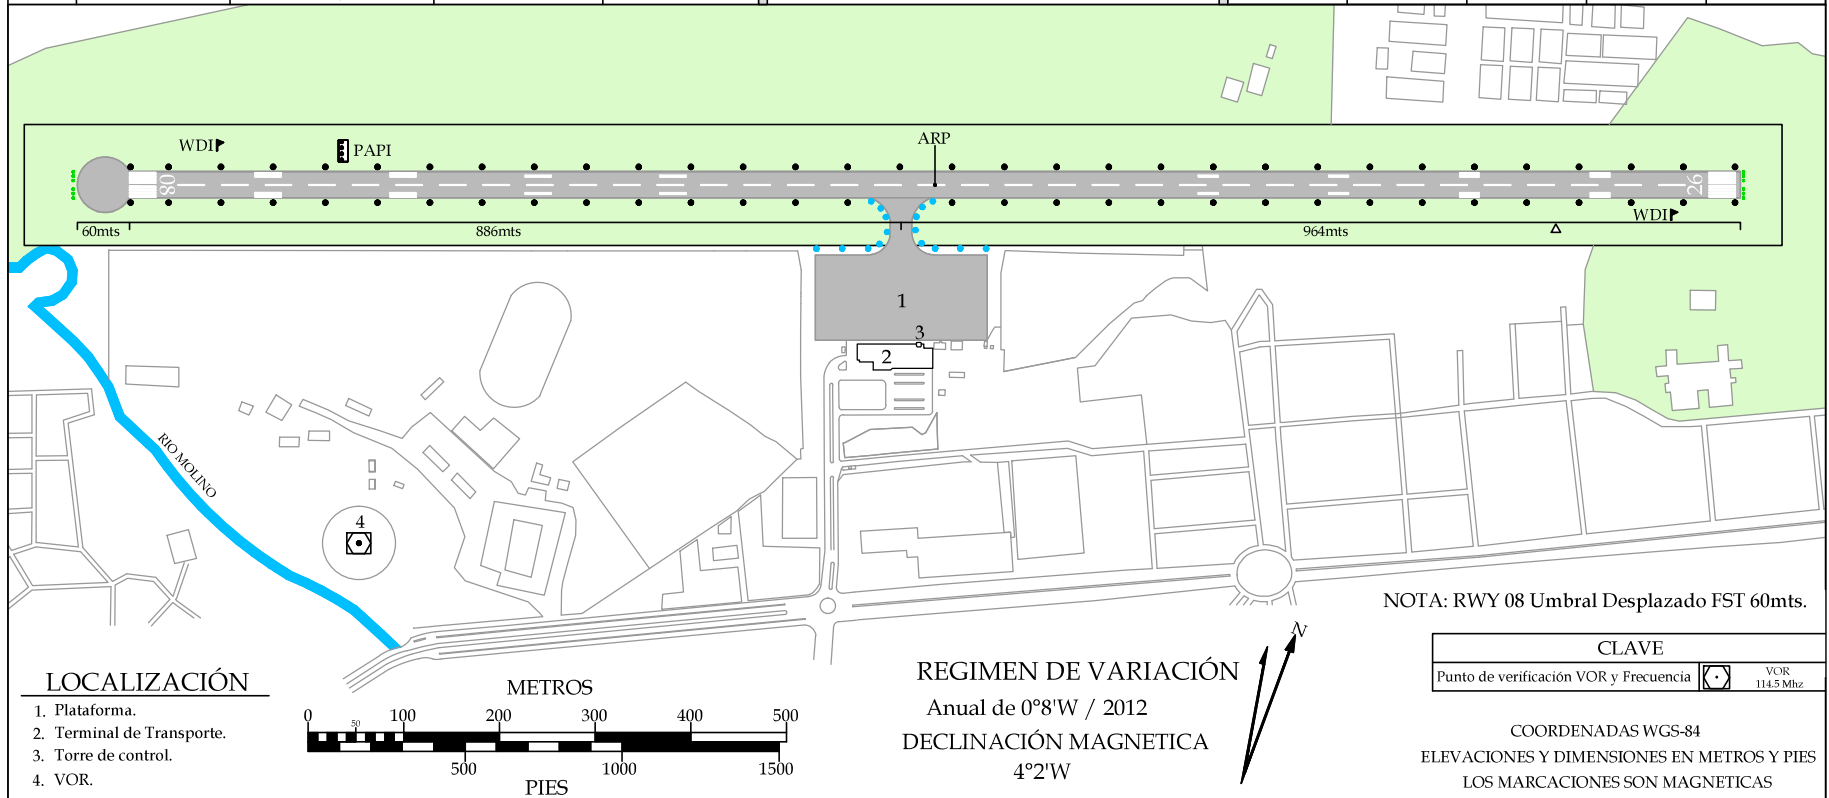 WDI
PAPI
ARP
08
26
WDI
60mts
886mts
964mts
1
3
2
RIO MOLINO
4
NOTA: RWY 08 Umbral Desplazado FST 60mts.
N
CLAVE
Punto de verificación VOR y Frecuencia
VOR
114.5 Mhz
LOCALIZACIÓN
1. Plataforma.
2. Terminal de Transporte.
3. Torre de control.
4. VOR.
METROS
0 50 100 200 300 400 500
500 1000 1500
PIES
REGIMEN DE VARIACIÓN
Anual de 0°8'W / 2012
DECLINACIÓN MAGNETICA
4°2'W
COORDENADAS WGS-84
ELEVACIONES Y DIMENSIONES EN METROS Y PIES
LOS MARCACIONES SON MAGNETICAS